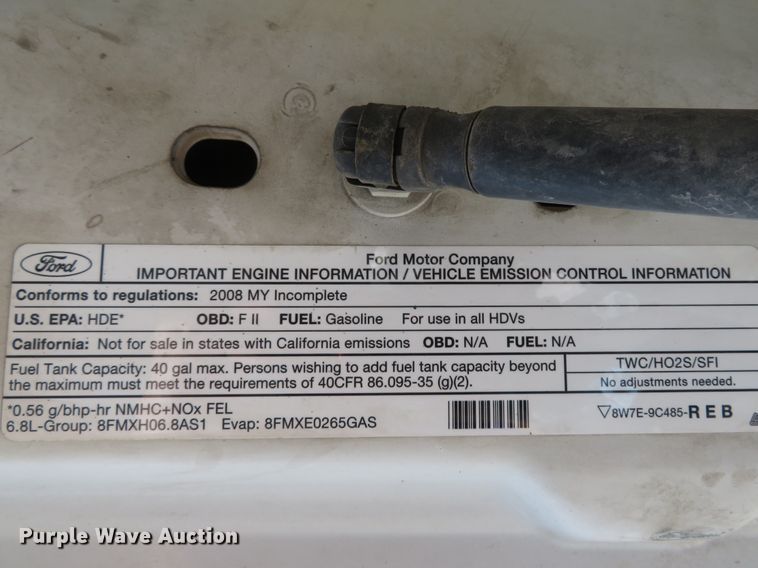 Ford
Ford Motor Company
IMPORTANT ENGINE INFORMATION / VEHICLE EMISSION CONTROL INFORMATION
Conforms to regulations: 2008 MY Incomplete
U.S. EPA: HDE* OBD: F II FUEL: Gasoline For use in all HDVs
California: Not for sale in states with California emissions OBD: N/A FUEL: N/A
Fuel Tank Capacity: 40 gal max. Persons wishing to add fuel tank capacity beyond
the maximum must meet the requirements of 40CFR 86.095-35 (g)(2).
TWC/HO2S/SFI
No adjustments needed.
*0.56 g/bhp-hr NMHC+NOx FEL
6.8L-Group: 8FMXH06.8AS1 Evap: 8FMXE0265GAS
8W7E-9C485-REB
Purple Wave Auction